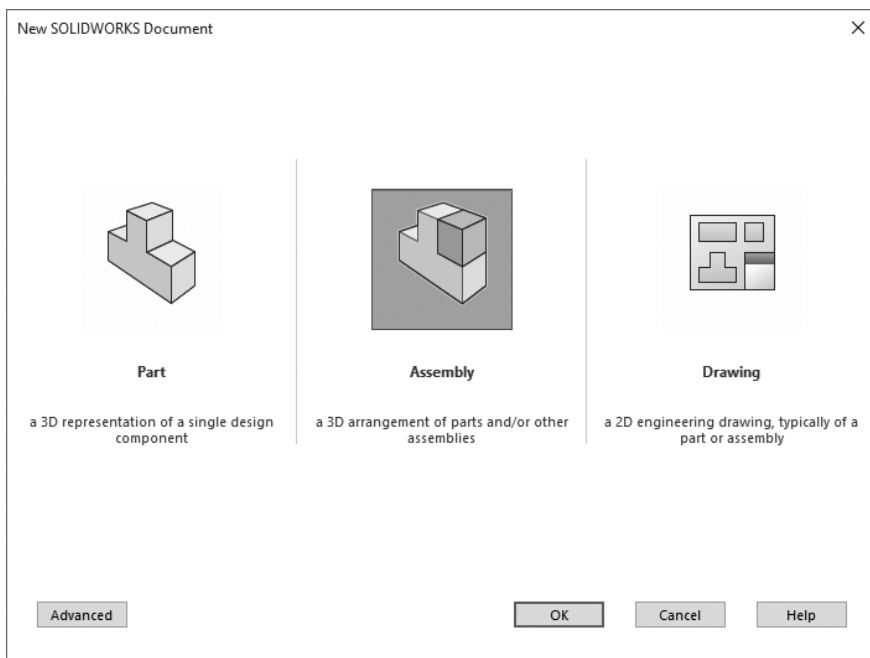 New SOLIDWORKS Document
Part
a 3D representation of a single design
component
Assembly
a 3D arrangement of parts and/or other
assemblies
Drawing
a 2D engineering drawing, typically of a
part or assembly
Advanced
OK
Cancel
Help